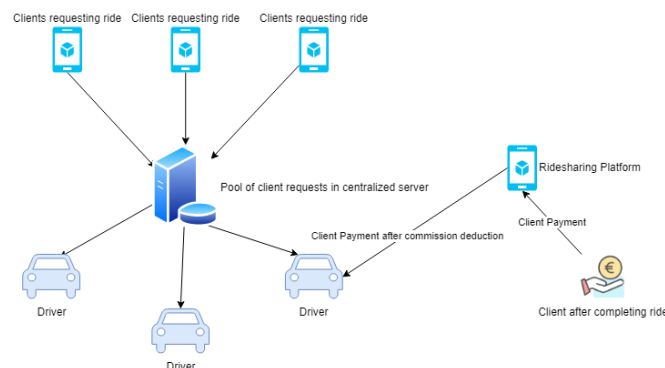 Clients requesting ride
Clients requesting ride
Clients requesting ride
Ridesharing Platform
Pool of client requests in centralized server
Client Payment
Client Payment after commission deduction
Driver
Driver
Client after completing ride
Driver